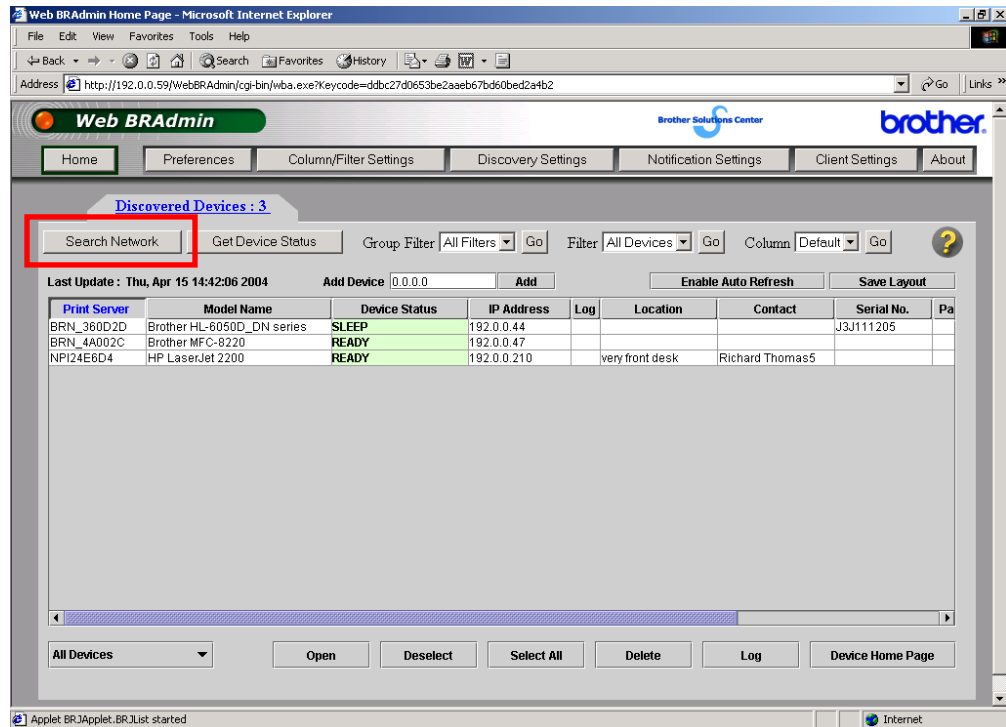 Web BRAdmin Home Page - Microsoft Internet Explorer
File Edit View Favorites Tools Help
Back Search Favorites History
Address http://192.0.0.59/WebBRAdmin/cgi-bin/wba.exe?Keycode=ddbc27d0653be2aaeb67bd60bed2a4b2 Go Links »
Web BRAdmin Brother Solutions Center brother.
Home Preferences Column/Filter Settings Discovery Settings Notification Settings Client Settings About
Discovered Devices : 3
Search Network Get Device Status Group Filter All Filters Go Filter All Devices Go Column Default Go ?
Last Update : Thu, Apr 15 14:42:06 2004 Add Device 0.0.0.0 Add Enable Auto Refresh Save Layout
Print Server Model Name Device Status IP Address Log Location Contact Serial No. Pa
BRN_360D2D Brother HL-6050D_DN series SLEEP 192.0.0.44 J3J111205
BRN_4A002C Brother MFC-8220 READY 192.0.0.47
NPI24E6D4 HP LaserJet 2200 READY 192.0.0.210 very front desk Richard Thomas5
All Devices Open Deselect Select All Delete Log Device Home Page
Applet BRJApplet.BRJList started Internet